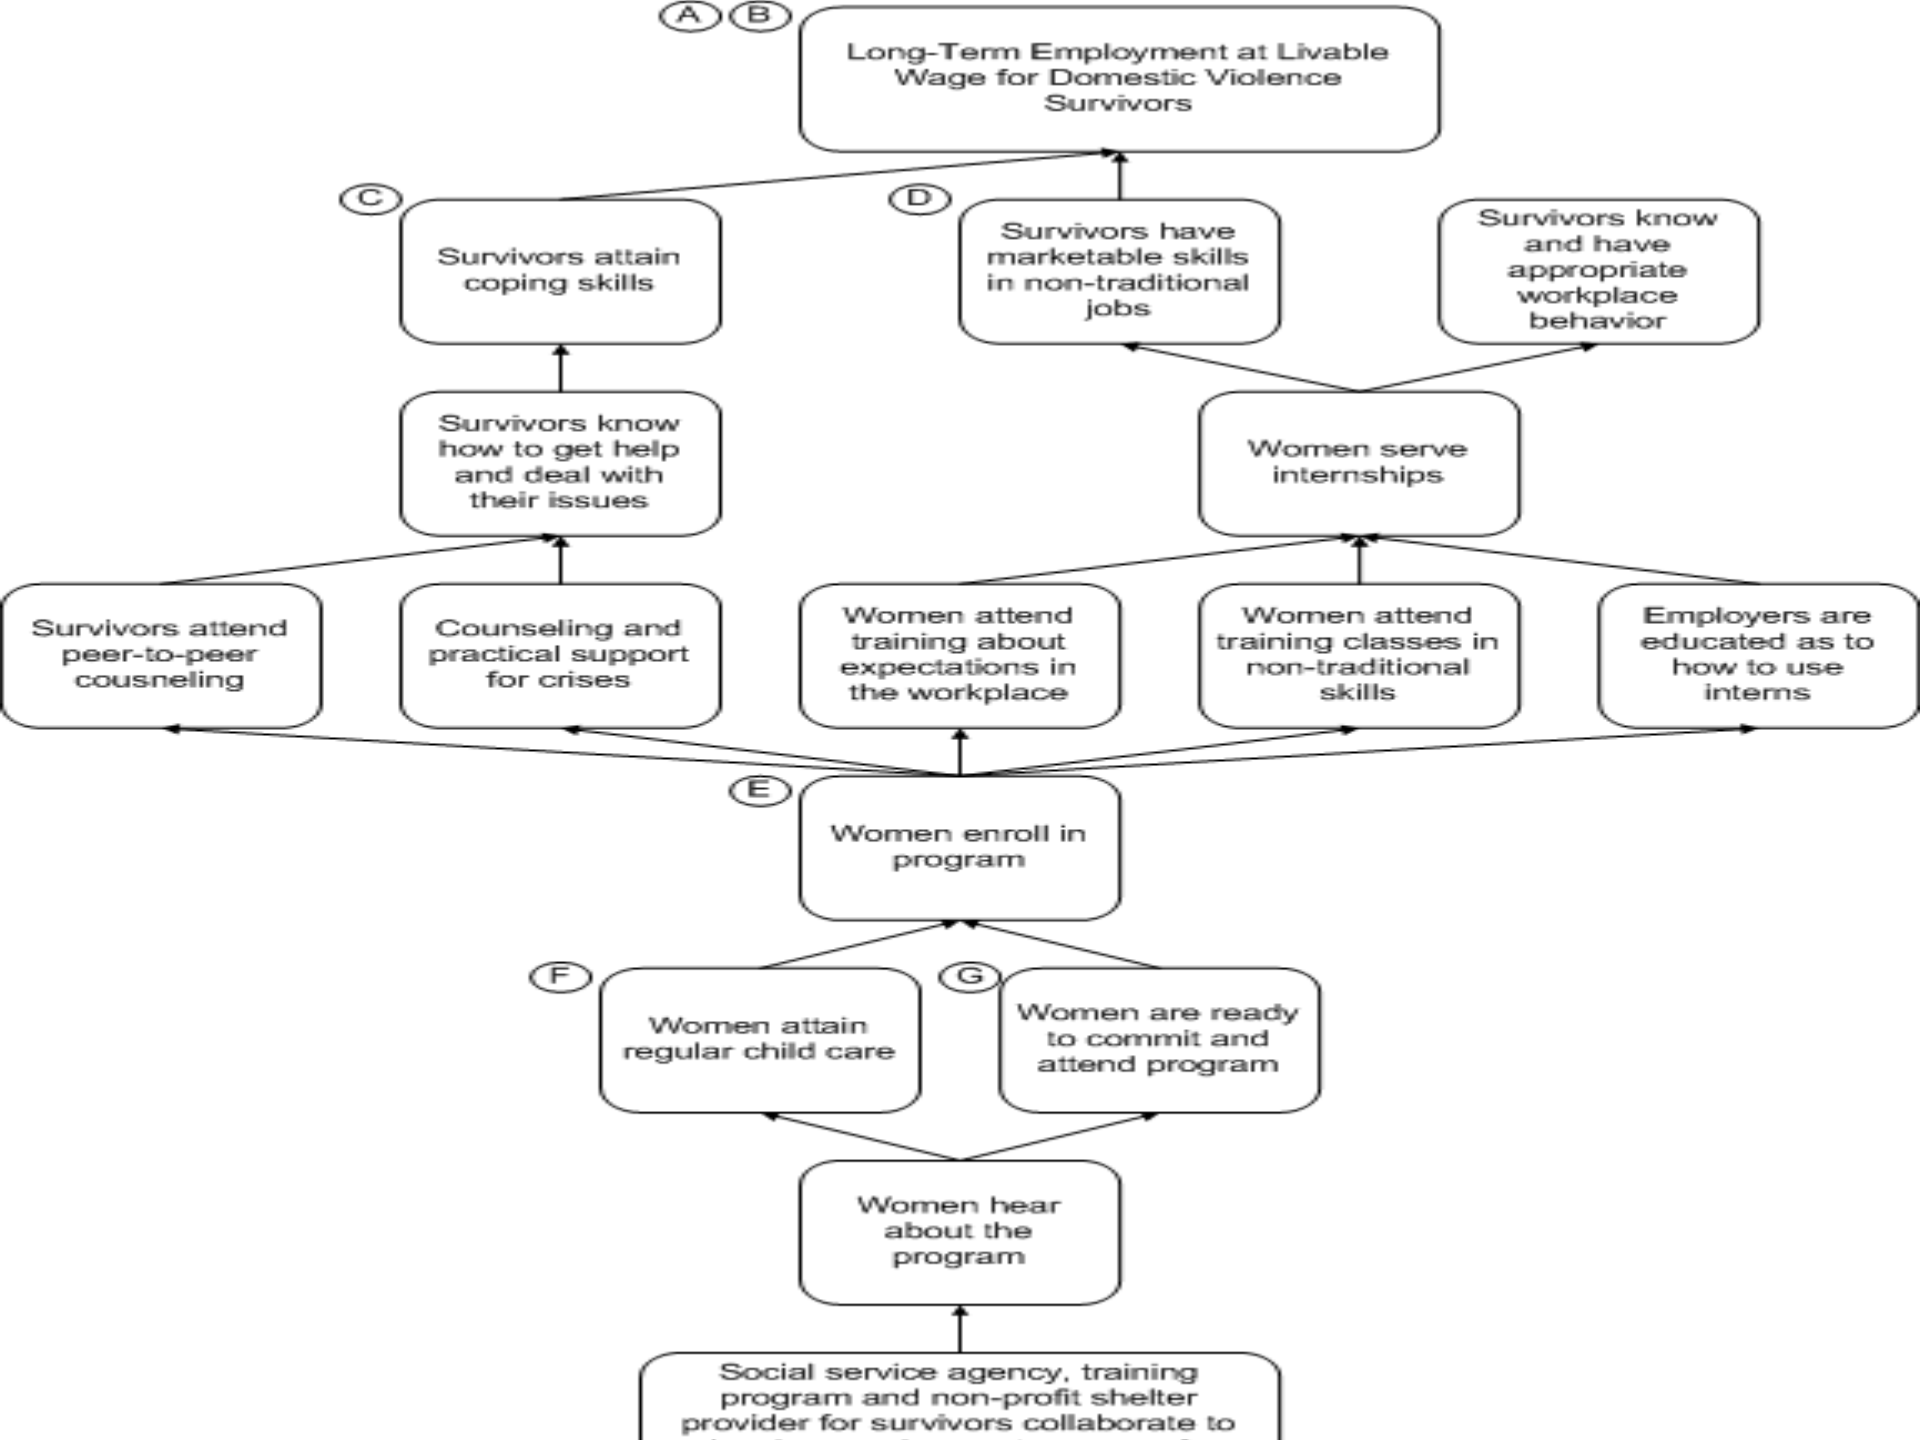 A B
Long-Term Employment at Livable
Wage for Domestic Violence
Survivors
C
Survivors attain
coping skills
D
Survivors have
marketable skills
in non-traditional
jobs
Survivors know
and have
appropriate
workplace
behavior
Survivors know
how to get help
and deal with
their issues
Women serve
internships
Survivors attend
peer-to-peer
cousneling
Counseling and
practical support
for crises
Women attend
training about
expectations in
the workplace
Women attend
training classes in
non-traditional
skills
Employers are
educated as to
how to use
interns
E
Women enroll in
program
F
Women attain
regular child care
G
Women are ready
to commit and
attend program
Women hear
about the
program
Social service agency, training
program and non-profit shelter
provider for survivors collaborate to